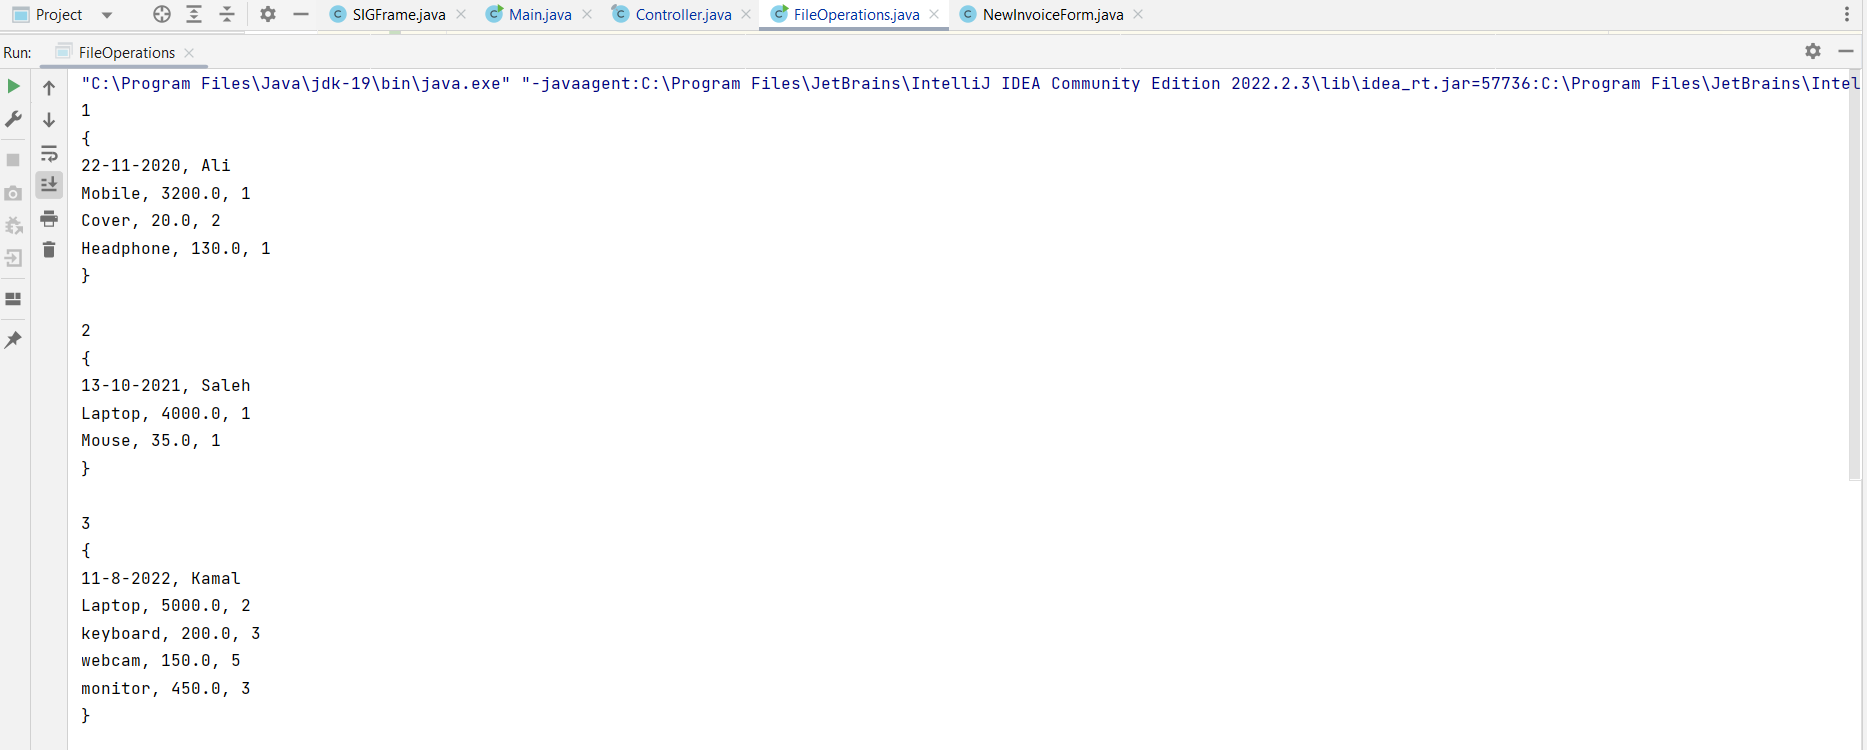 Project SIGFrame.java Main.java Controller.java FileOperations.java NewInvoiceForm.java
Run: FileOperations
"C:\Program Files\Java\jdk-19\bin\java.exe" "-javaagent:C:\Program Files\JetBrains\IntelliJ IDEA Community Edition 2022.2.3\lib\idea_rt.jar=57736:C:\Program Files\JetBrains\Intel
1
{
22-11-2020, Ali
Mobile, 3200.0, 1
Cover, 20.0, 2
Headphone, 130.0, 1
}
2
{
13-10-2021, Saleh
Laptop, 4000.0, 1
Mouse, 35.0, 1
}
3
{
11-8-2022, Kamal
Laptop, 5000.0, 2
keyboard, 200.0, 3
webcam, 150.0, 5
monitor, 450.0, 3
}